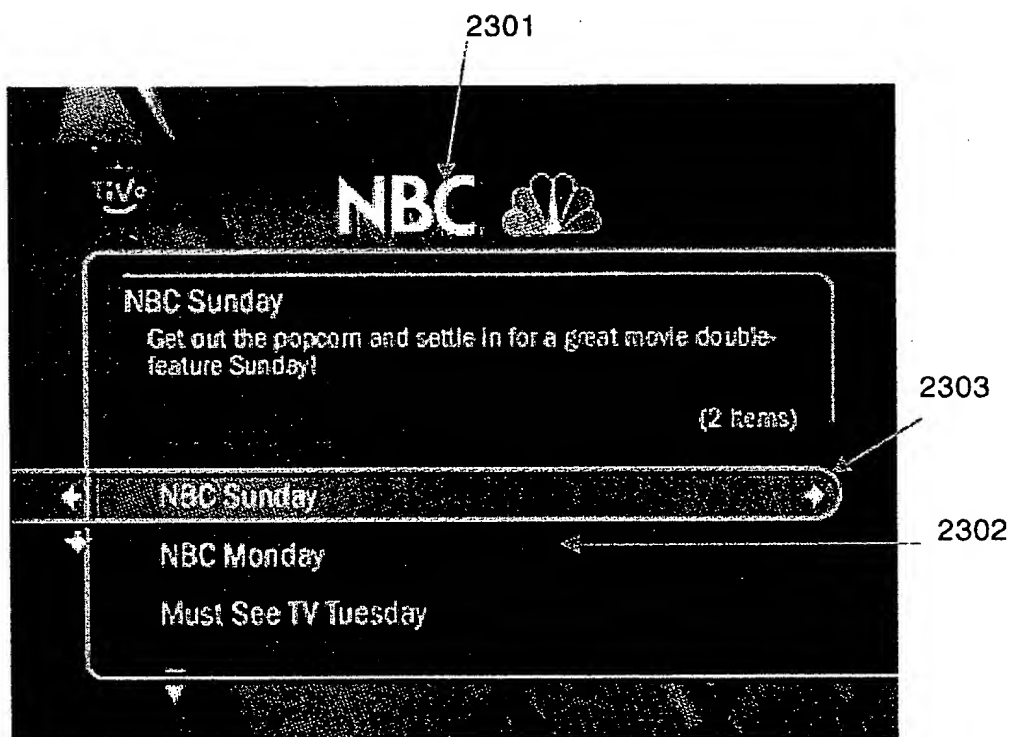 2301
TiVo
NBC
NBC Sunday
Get out the popcorn and settle in for a great movie double-
feature Sunday!
(2 items)
2303
NBC Sunday
2302
NBC Monday
Must See TV Tuesday